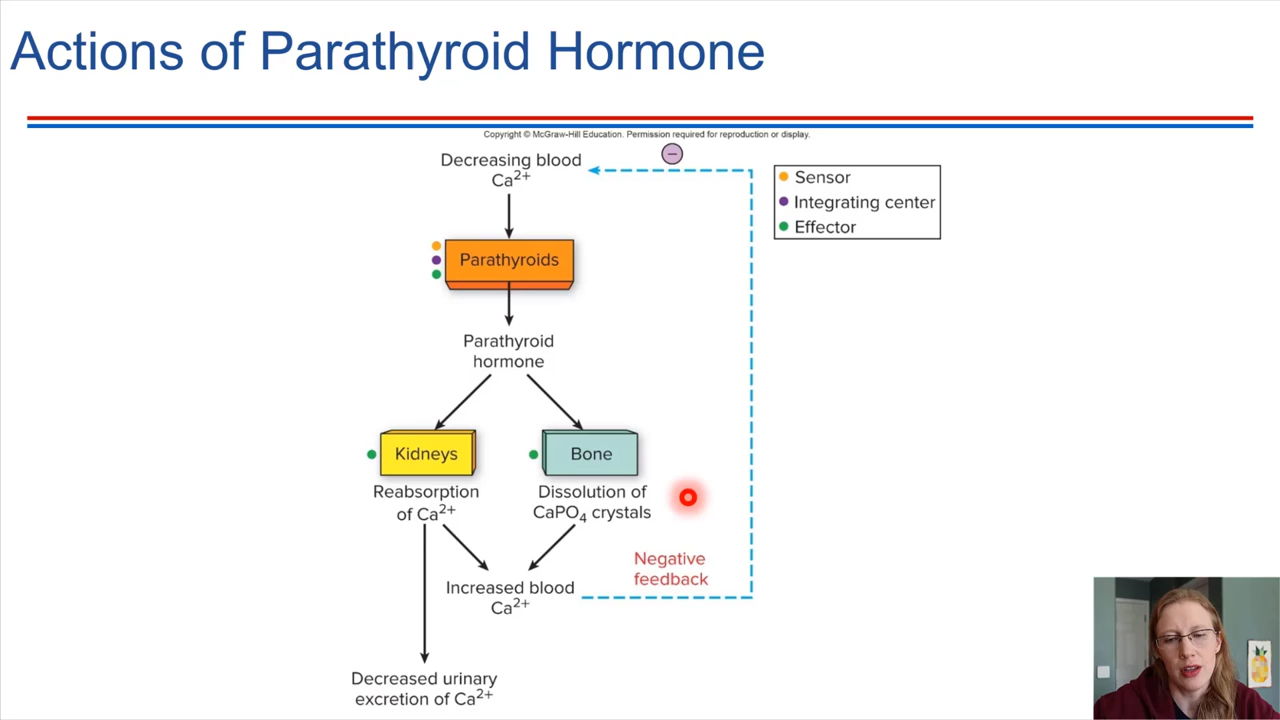 Actions of Parathyroid Hormone
Copyright © McGraw-Hill Education. Permission required for reproduction or display.
Decreasing blood
Ca²⁺
−
Sensor
Integrating center
Effector
Parathyroids
Parathyroid
hormone
Kidneys
Bone
Reabsorption
of Ca²⁺
Dissolution of
CaPO₄ crystals
Negative
feedback
Increased blood
Ca²⁺
Decreased urinary
excretion of Ca²⁺